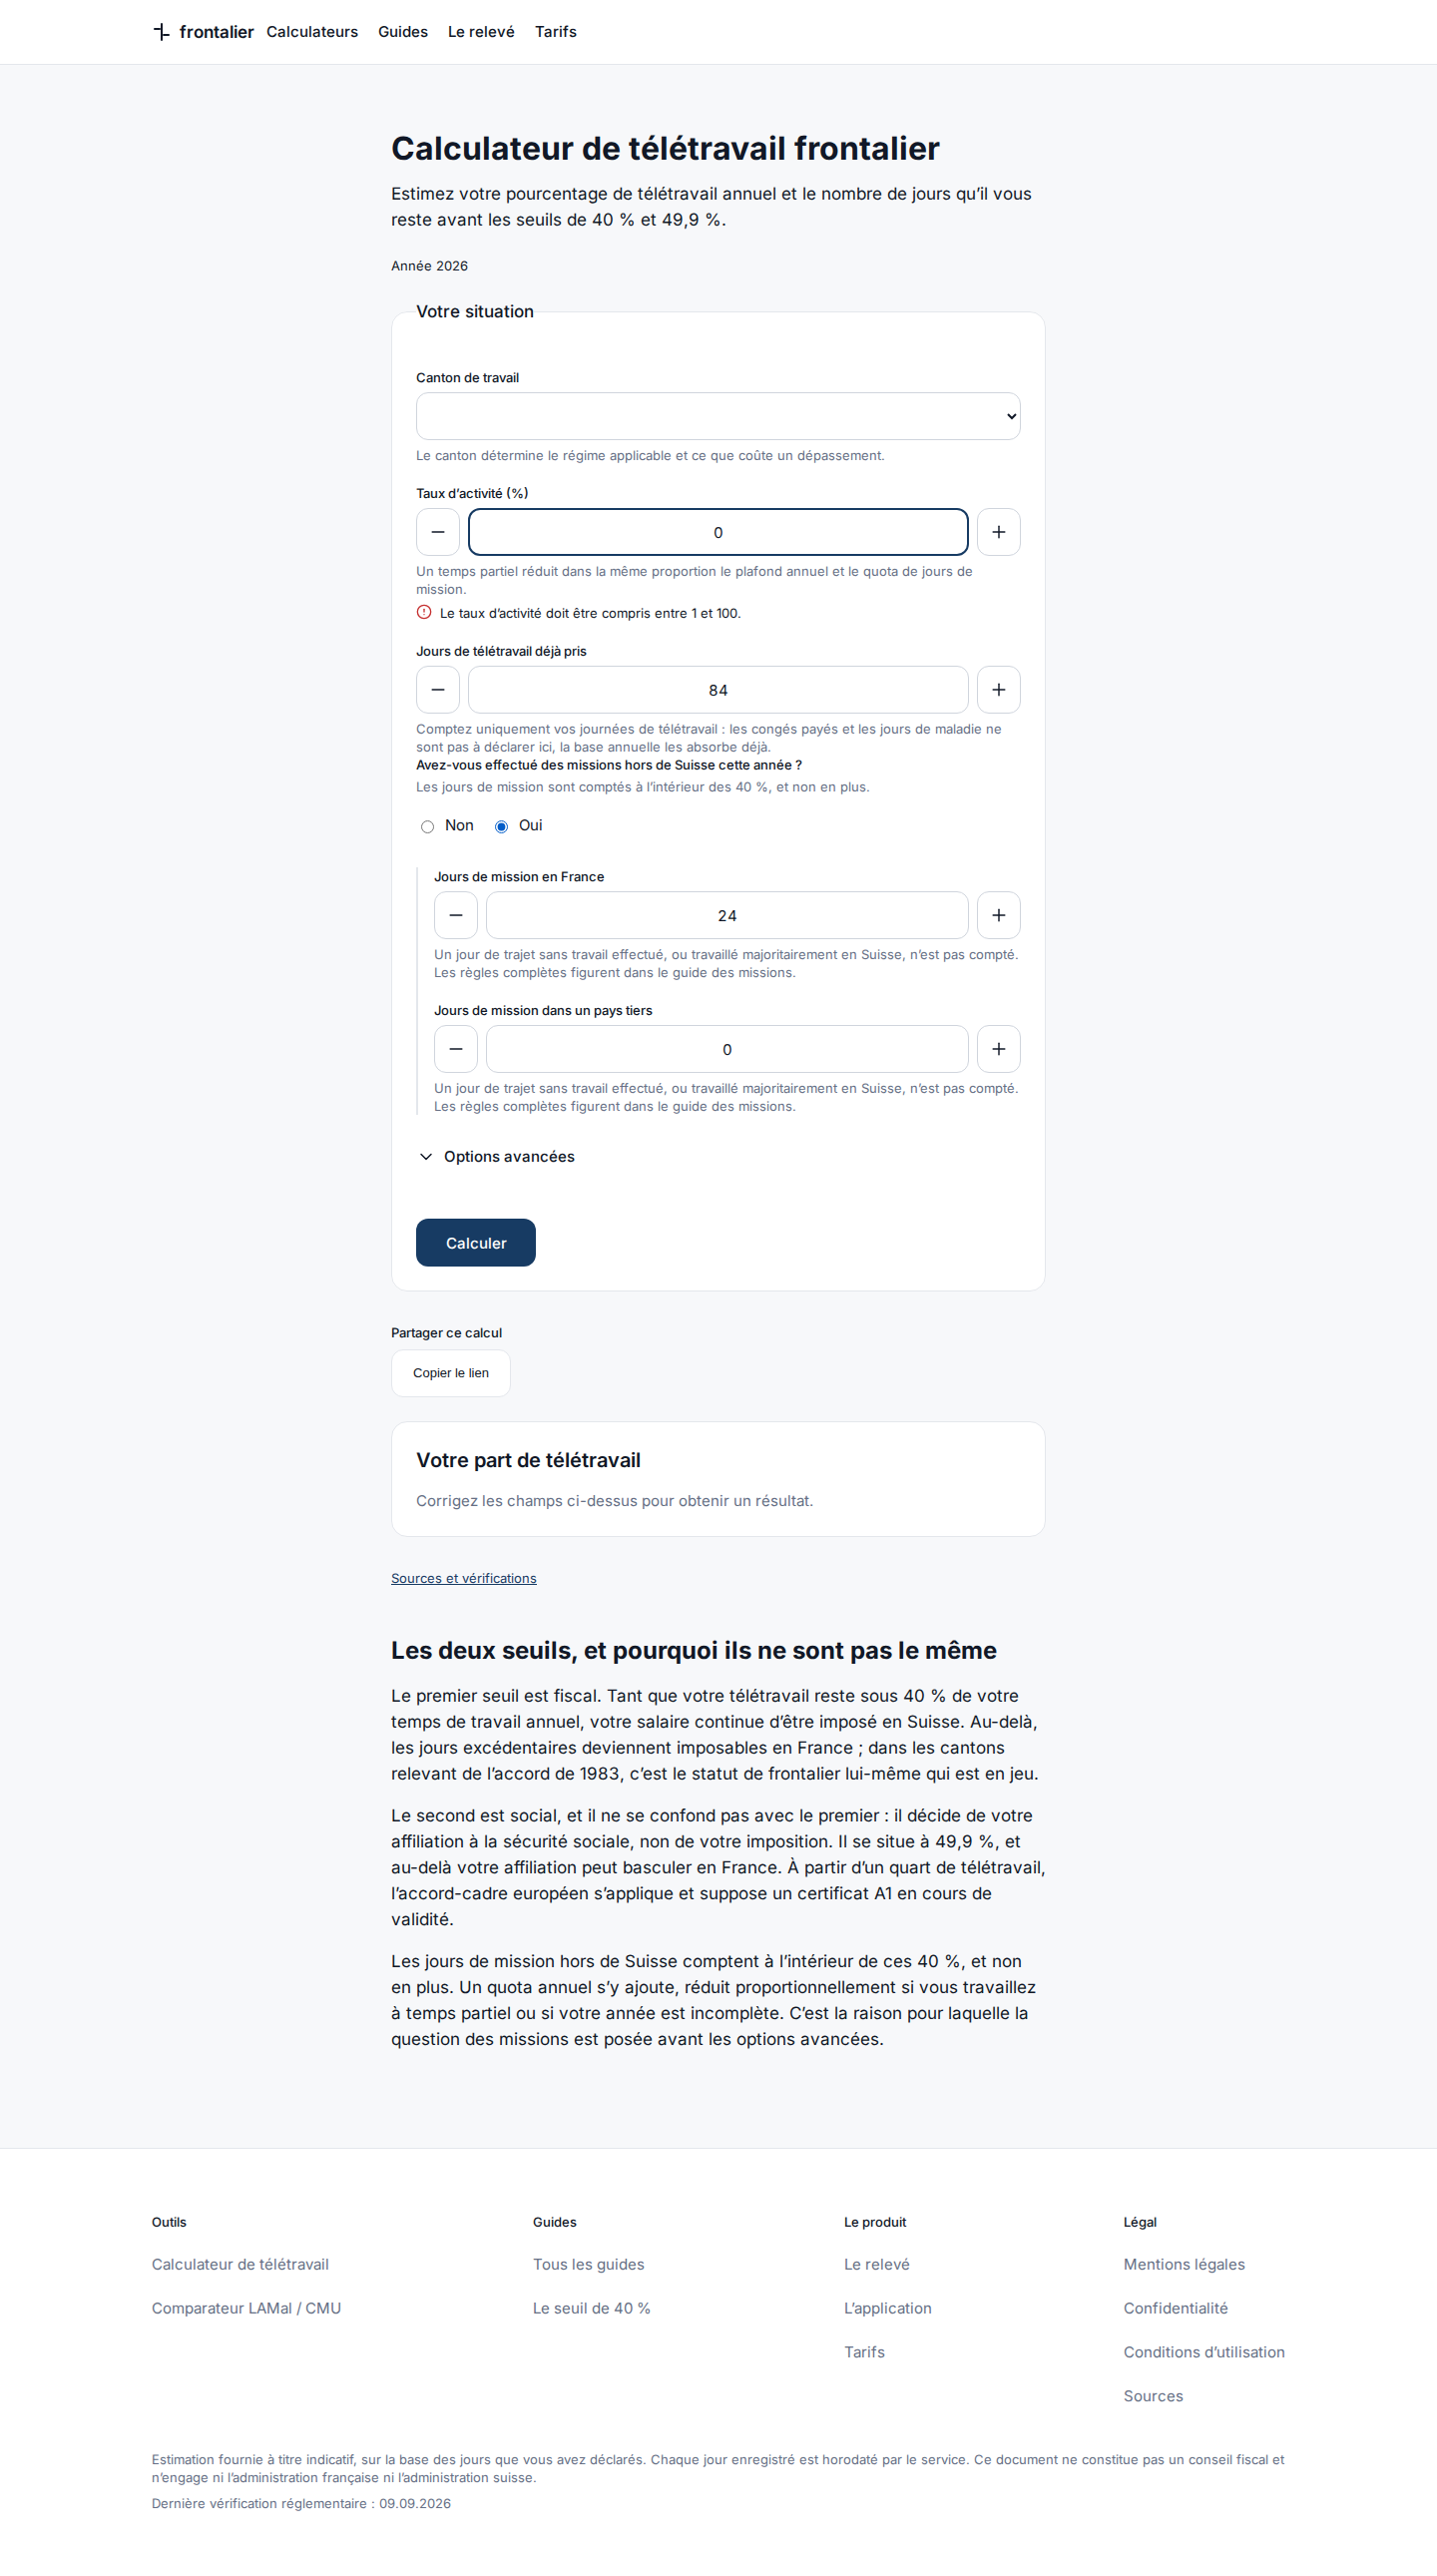 frontalier Calculateurs Guides Le relevé Tarifs
Calculateur de télétravail frontalier
Estimez votre pourcentage de télétravail annuel et le nombre de jours qu’il vous
reste avant les seuils de 40 % et 49,9 %.
Année 2026
Votre situation
Canton de travail
Le canton détermine le régime applicable et ce que coûte un dépassement.
Taux d’activité (%)
0
Un temps partiel réduit dans la même proportion le plafond annuel et le quota de jours de
mission.
Le taux d’activité doit être compris entre 1 et 100.
Jours de télétravail déjà pris
84
Comptez uniquement vos journées de télétravail : les congés payés et les jours de maladie ne
sont pas à déclarer ici, la base annuelle les absorbe déjà.
Avez-vous effectué des missions hors de Suisse cette année ?
Les jours de mission sont comptés à l’intérieur des 40 %, et non en plus.
Non Oui
Jours de mission en France
24
Un jour de trajet sans travail effectué, ou travaillé majoritairement en Suisse, n’est pas compté.
Les règles complètes figurent dans le guide des missions.
Jours de mission dans un pays tiers
0
Un jour de trajet sans travail effectué, ou travaillé majoritairement en Suisse, n’est pas compté.
Les règles complètes figurent dans le guide des missions.
Options avancées
Calculer
Partager ce calcul
Copier le lien
Votre part de télétravail
Corrigez les champs ci-dessus pour obtenir un résultat.
Sources et vérifications
Les deux seuils, et pourquoi ils ne sont pas le même
Le premier seuil est fiscal. Tant que votre télétravail reste sous 40 % de votre
temps de travail annuel, votre salaire continue d’être imposé en Suisse. Au-delà,
les jours excédentaires deviennent imposables en France ; dans les cantons
relevant de l’accord de 1983, c’est le statut de frontalier lui-même qui est en jeu.
Le second est social, et il ne se confond pas avec le premier : il décide de votre
affiliation à la sécurité sociale, non de votre imposition. Il se situe à 49,9 %, et
au-delà votre affiliation peut basculer en France. À partir d’un quart de télétravail,
l’accord-cadre européen s’applique et suppose un certificat A1 en cours de
validité.
Les jours de mission hors de Suisse comptent à l’intérieur de ces 40 %, et non
en plus. Un quota annuel s’y ajoute, réduit proportionnellement si vous travaillez
à temps partiel ou si votre année est incomplète. C’est la raison pour laquelle la
question des missions est posée avant les options avancées.
Outils Guides Le produit Légal
Calculateur de télétravail Tous les guides Le relevé Mentions légales
Comparateur LAMal / CMU Le seuil de 40 % L’application Confidentialité
Tarifs Conditions d’utilisation
Sources
Estimation fournie à titre indicatif, sur la base des jours que vous avez déclarés. Chaque jour enregistré est horodaté par le service. Ce document ne constitue pas un conseil fiscal et
n’engage ni l’administration française ni l’administration suisse.
Dernière vérification réglementaire : 09.09.2026